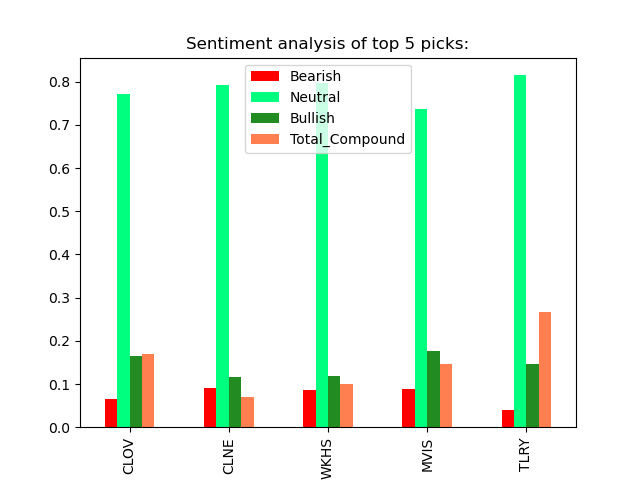 Sentiment analysis of top 5 picks:
Bearish
Neutral
Bullish
Total_Compound
0.8
0.7
0.6
0.5
0.4
0.3
0.2
0.1
0.0
CLOV
CLNE
WKHS
MVIS
TLRY